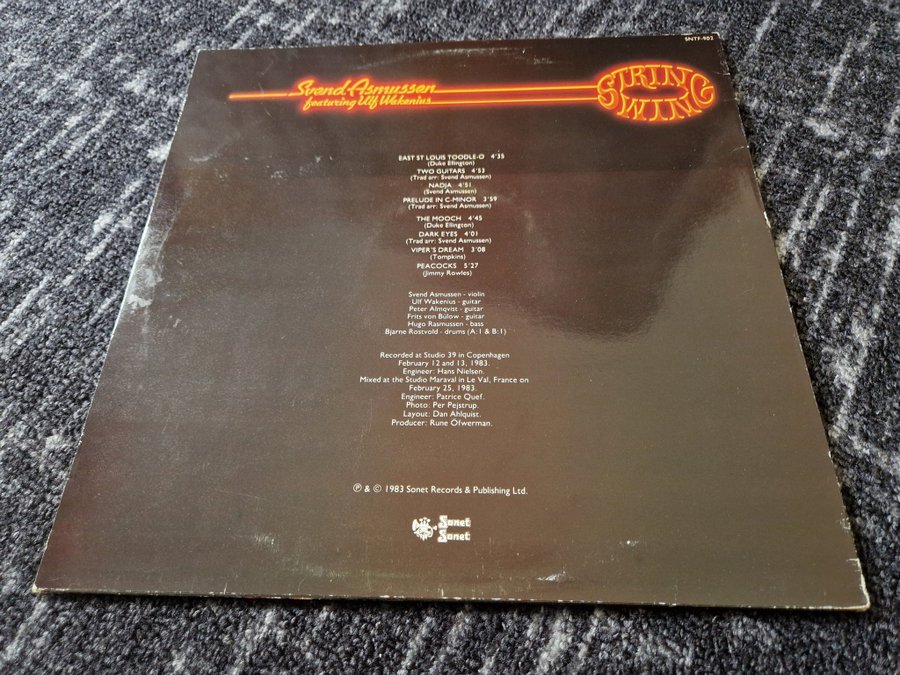 SNTF-902
Svend Asmussen
featuring Ulf Wakenius
STRING
SWING
EAST ST LOUIS TOODLE-O 4'35
(Duke Ellington)
TWO GUITARS 4'53
(Trad arr: Svend Asmussen)
NADJA 4'51
(Svend Asmussen)
PRELUDE IN C-MINOR 3'59
(Trad arr: Svend Asmussen)
THE MOOCH 4'45
(Duke Ellington)
DARK EYES 4'01
(Trad arr: Svend Asmussen)
VIPER'S DREAM 3'08
(Tompkins)
PEACOCKS 5'27
(Jimmy Rowles)
Svend Asmussen - violin
Ulf Wakenius - guitar
Peter Almqvist - guitar
Frits von Bülow - guitar
Hugo Rasmussen - bass
Bjarne Rostvold - drums (A:1 & B:1)
Recorded at Studio 39 in Copenhagen
February 12 and 13, 1983.
Engineer: Hans Nielsen.
Mixed at the Studio Maraval in Le Val, France on
February 25, 1983.
Engineer: Patrice Quef.
Photo: Per Pejstrup.
Layout: Dan Ahlquist.
Producer: Rune Öfwerman.
℗ & © 1983 Sonet Records & Publishing Ltd.
Sonet
Sonet